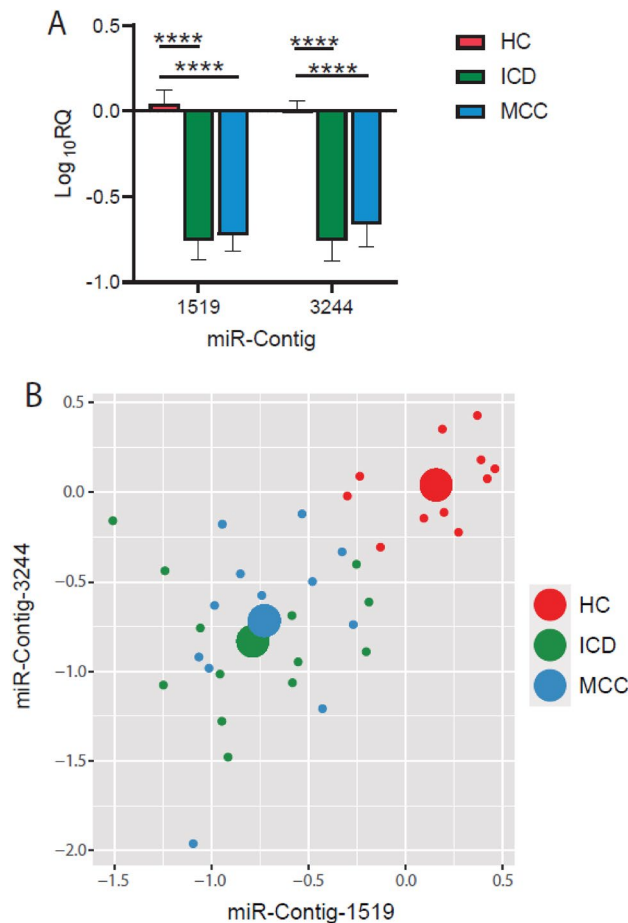 A
0.5
0.0
-0.5
-1.0
Log10RQ
****
****
****
****
1519
3244
miR-Contig
HC
ICD
MCC
B
0.5
0.0
−0.5
−1.0
−1.5
−2.0
miR-Contig-3244
−1.5
−1.0
−0.5
0.0
0.5
miR-Contig-1519
HC
ICD
MCC